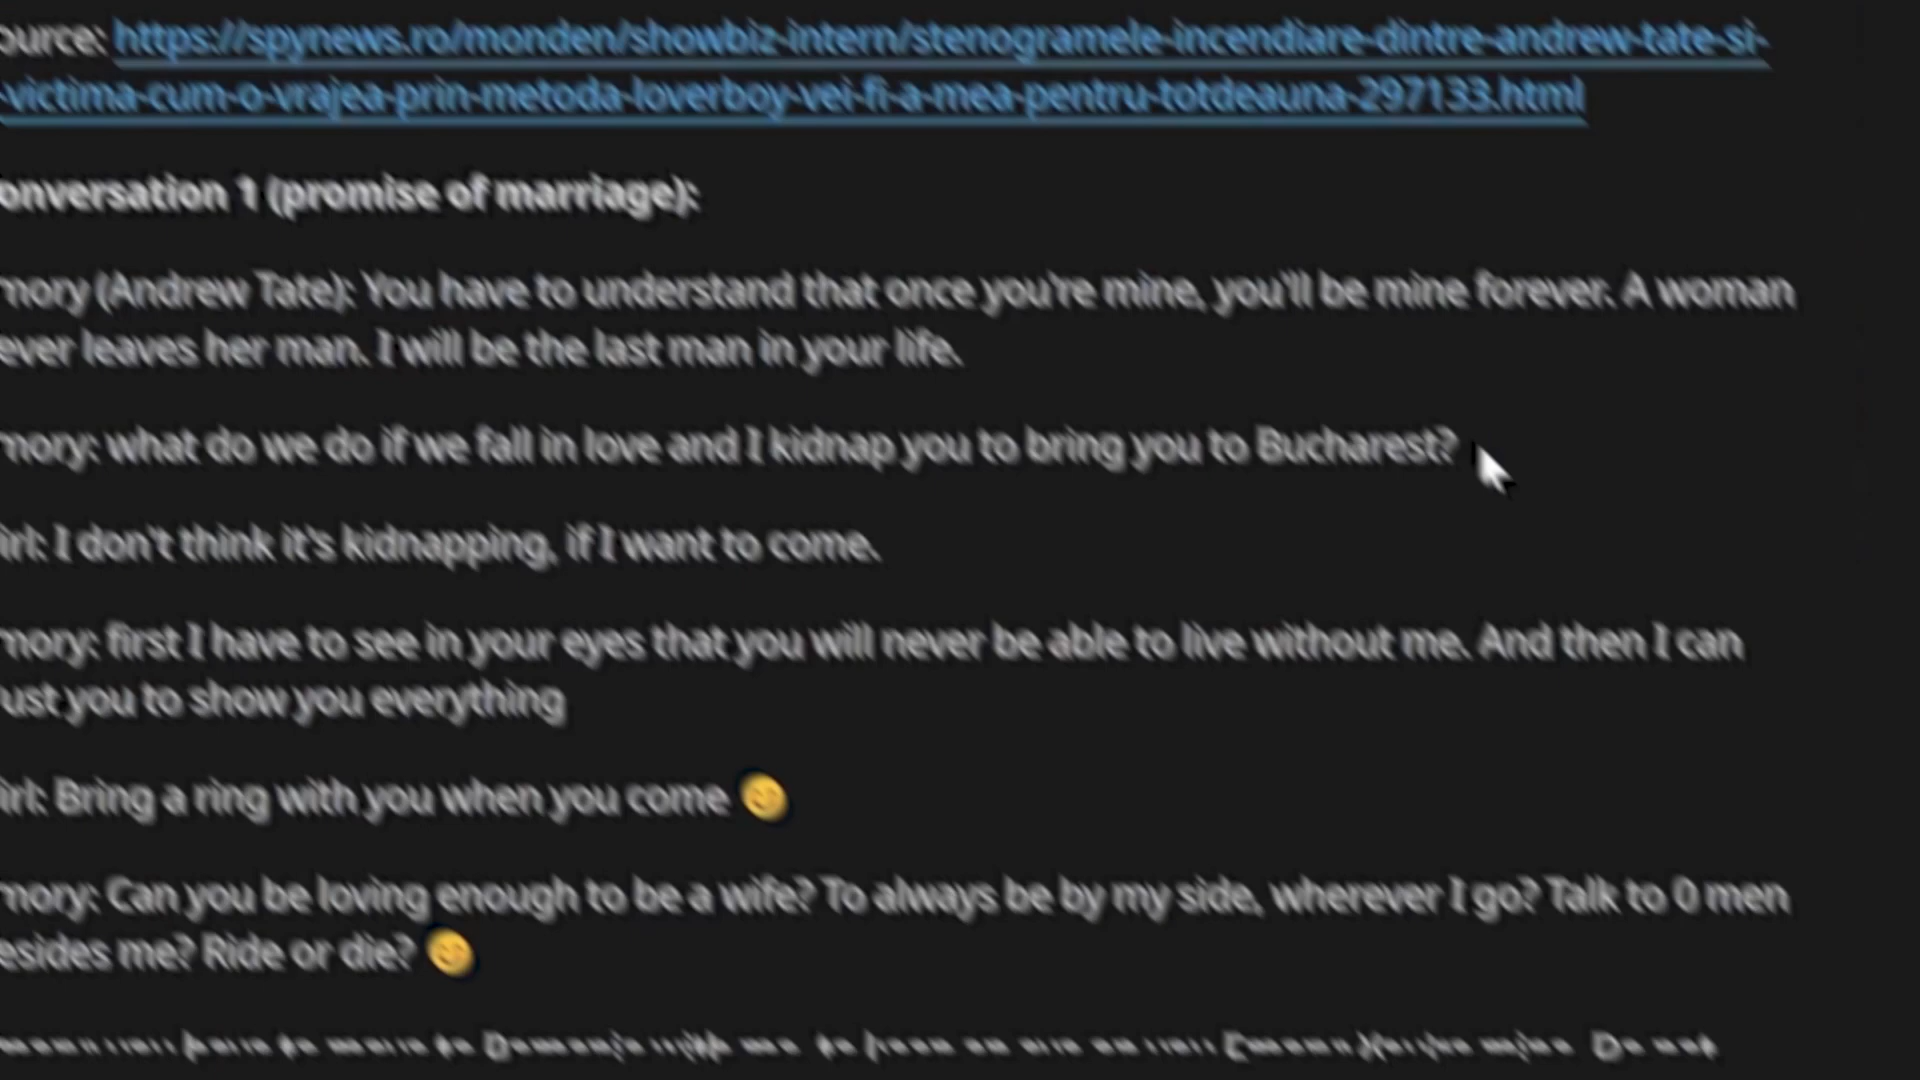 ource: https://spynews.ro/monden/showbiz-intern/stenogramele-incendiare-dintre-andrew-tate-si-
-victima-cum-o-vrajea-prin-metoda-loverboy-vei-fi-a-mea-pentru-totdeauna-297133.html
onversation 1 (promise of marriage):
mory (Andrew Tate): You have to understand that once you're mine, you'll be mine forever. A woman
ever leaves her man. I will be the last man in your life.
mory: what do we do if we fall in love and I kidnap you to bring you to Bucharest?
irl: I don't think it's kidnapping, if I want to come.
mory: first I have to see in your eyes that you will never be able to live without me. And then I can
ust you to show you everything
irl: Bring a ring with you when you come 😊
mory: Can you be loving enough to be a wife? To always be by my side, wherever I go? Talk to 0 men
esides me? Ride or die? 😊